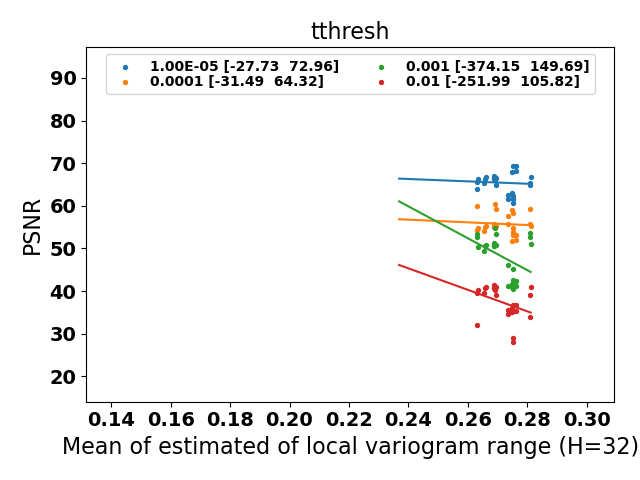 tthresh
1.00E-05 [-27.73  72.96]
0.0001 [-31.49  64.32]
0.001 [-374.15  149.69]
0.01 [-251.99  105.82]
PSNR
90
80
70
60
50
40
30
20
0.14 0.16 0.18 0.20 0.22 0.24 0.26 0.28 0.30
Mean of estimated of local variogram range (H=32)